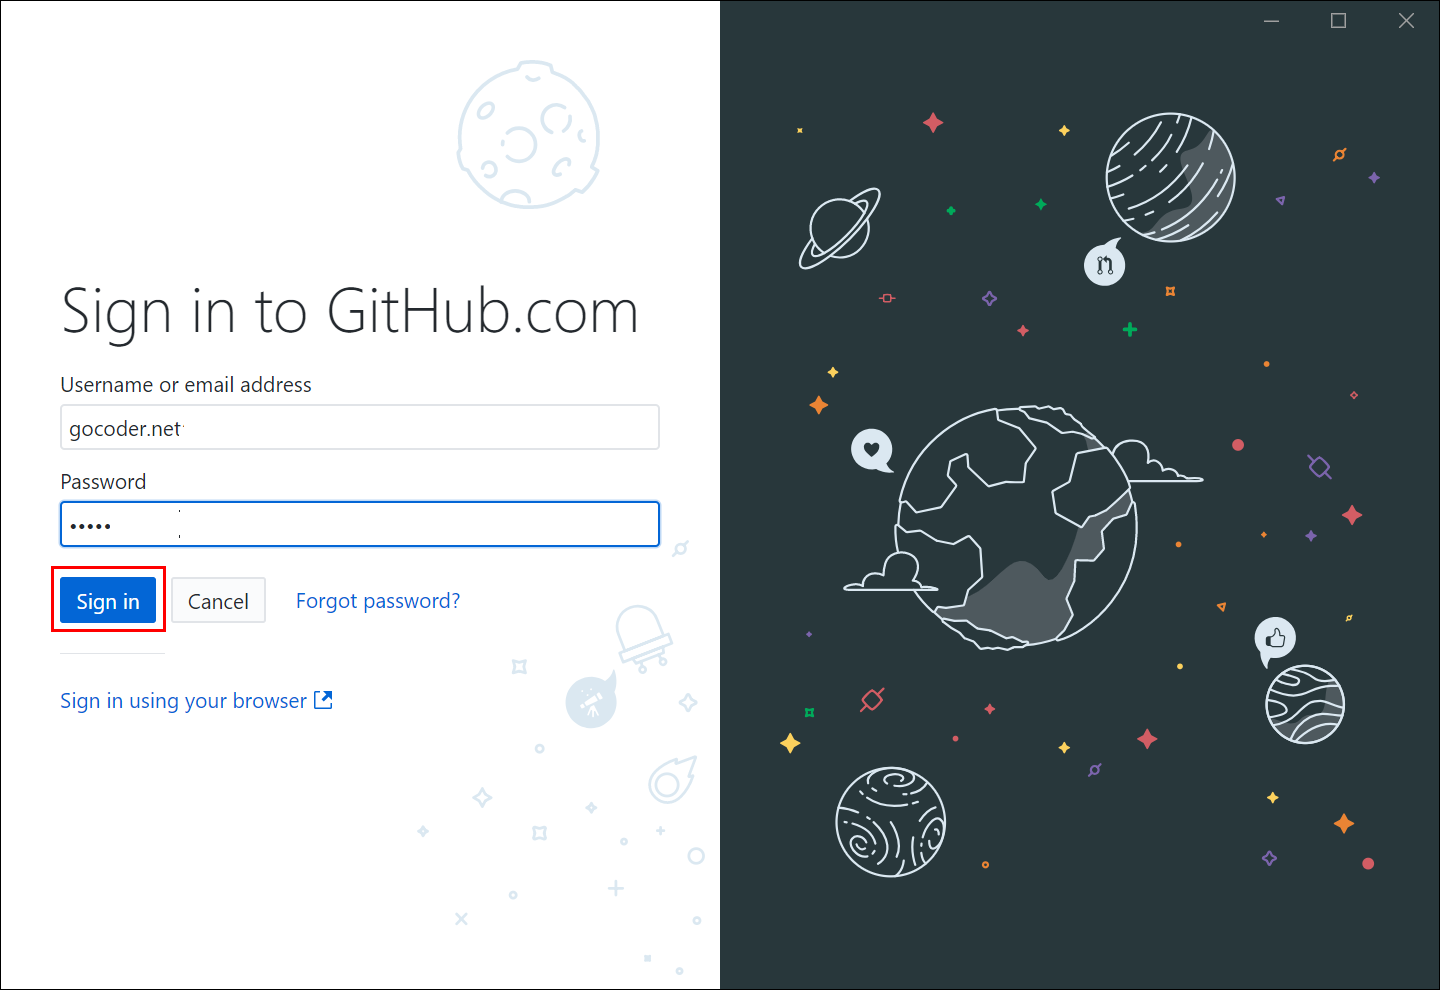 Sign in to GitHub.com
Username or email address
gocoder.net
Password
•••••
Sign in
Cancel
Forgot password?
Sign in using your browser